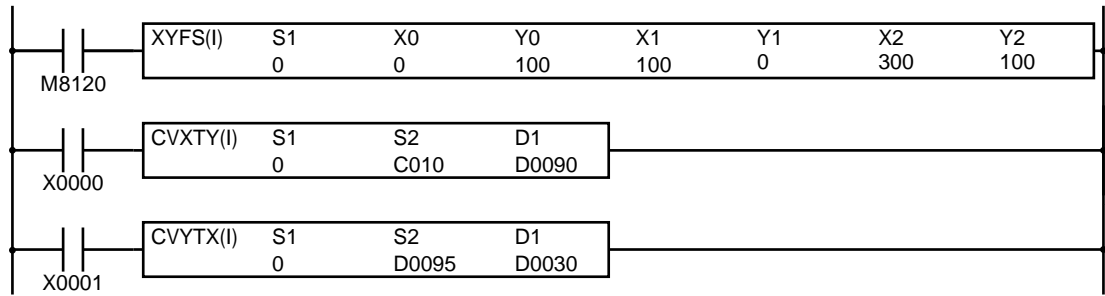 XYFS(I) S1 X0 Y0 X1 Y1 X2 Y2
0 0 100 100 0 300 100
M8120
CVXTY(I) S1 S2 D1
0 C010 D0090
X0000
CVYTX(I) S1 S2 D1
0 D0095 D0030
X0001